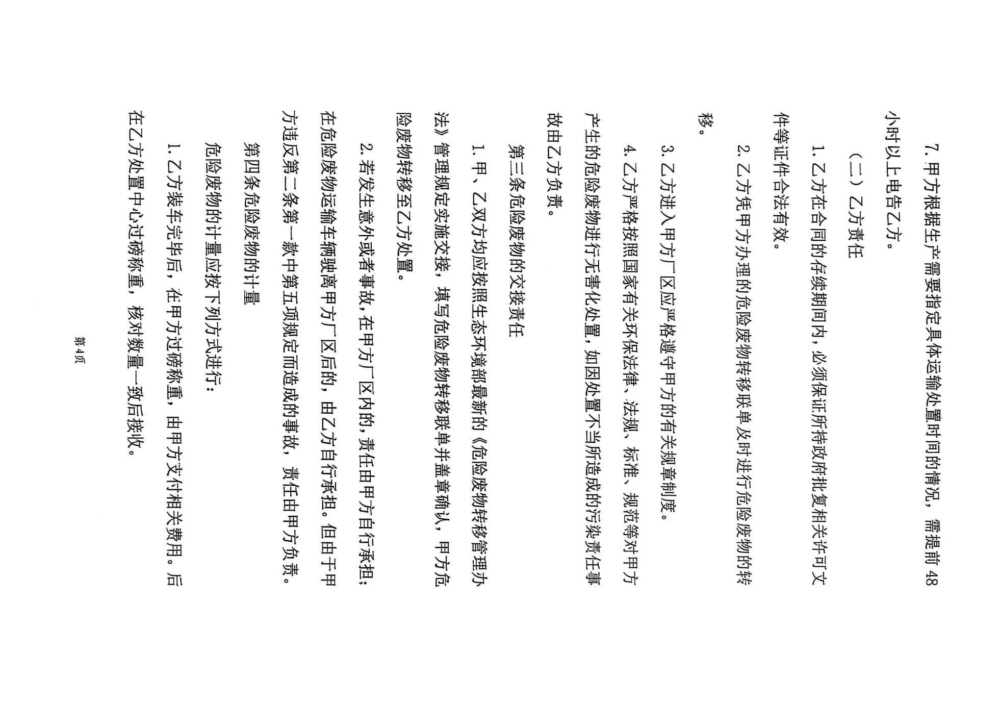 7. 甲方根据生产需要指定具体运输处置时间的情况，需提前 48
小时以上电告乙方。
（二）乙方责任
1. 乙方在合同的存续期间内，必须保证所持政府批复相关许可文
件等证件合法有效。
2. 乙方凭甲方办理的危险废物转移联单及时进行危险废物的转
移。
3. 乙方进入甲方厂区应严格遵守甲方的有关规章制度。
4. 乙方严格按照国家有关环保法律、法规、标准、规范等对甲方
产生的危险废物进行无害化处置，如因处置不当所造成的污染责任事
故由乙方负责。
第三条危险废物的交接责任
1. 甲、乙双方均应按照生态环境部最新的《危险废物转移管理办
法》管理规定实施交接，填写危险废物转移联单并盖章确认，甲方危
险废物转移至乙方处置。
2. 若发生意外或者事故，在甲方厂区内的，责任由甲方自行承担；
在危险废物运输车辆驶离甲方厂区后的，由乙方自行承担。但由于甲
方违反第二条第一款中第五项规定而造成的事故，责任由甲方负责。
第四条危险废物的计量
危险废物的计量应按下列方式进行：
1. 乙方装车完毕后，在甲方过磅称重，由甲方支付相关费用。后
在乙方处置中心过磅称重，核对数量一致后接收。
第4页